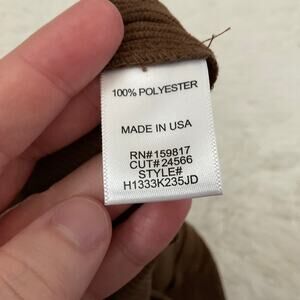 100% POLYESTER
MADE IN USA
RN#159817
CUT#24566
STYLE#
H1333K235JD